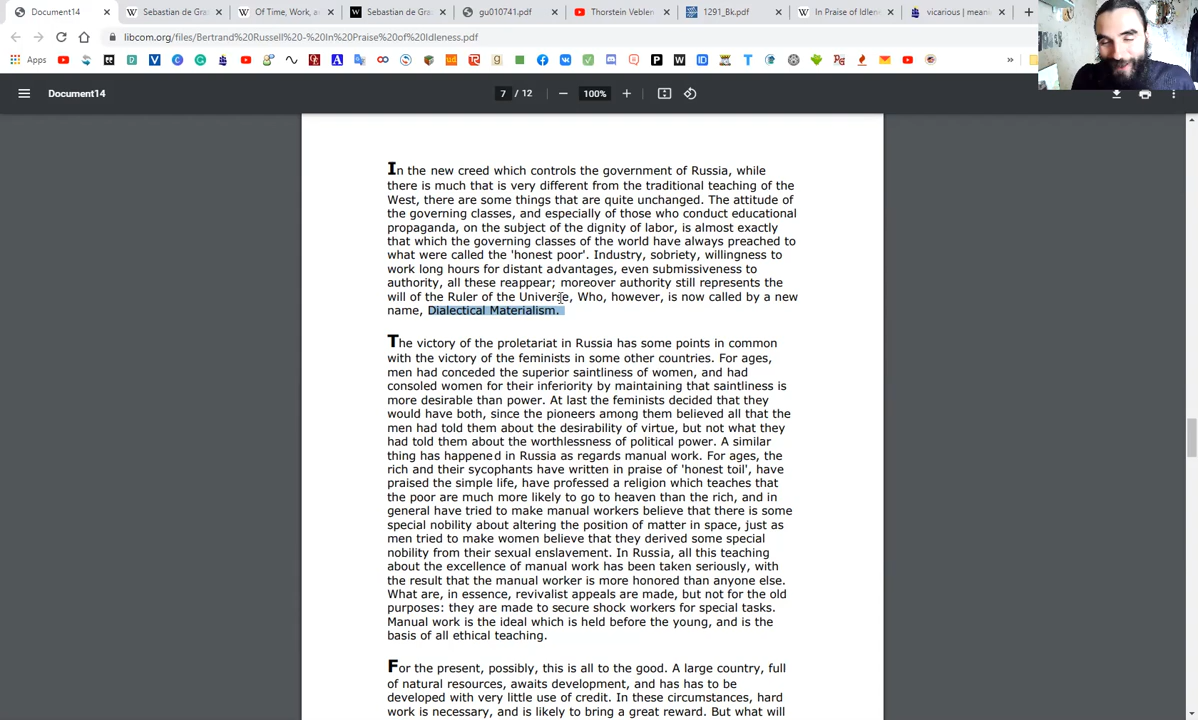 Document14
Sebastian de Gra
Of Time, Work, an
Sebastian de Graz
gu010741.pdf
Thorstein Veblen
1291_Bk.pdf
In Praise of Idlene
vicarious | meani
libcom.org/files/Bertrand%20Russell%20-%20In%20Praise%20of%20Idleness.pdf
Apps
Document14
7 / 12
100%
In the new creed which controls the government of Russia, while
there is much that is very different from the traditional teaching of the
West, there are some things that are quite unchanged. The attitude of
the governing classes, and especially of those who conduct educational
propaganda, on the subject of the dignity of labor, is almost exactly
that which the governing classes of the world have always preached to
what were called the 'honest poor'. Industry, sobriety, willingness to
work long hours for distant advantages, even submissiveness to
authority, all these reappear; moreover authority still represents the
will of the Ruler of the Universe, Who, however, is now called by a new
name, Dialectical Materialism.
The victory of the proletariat in Russia has some points in common
with the victory of the feminists in some other countries. For ages,
men had conceded the superior saintliness of women, and had
consoled women for their inferiority by maintaining that saintliness is
more desirable than power. At last the feminists decided that they
would have both, since the pioneers among them believed all that the
men had told them about the desirability of virtue, but not what they
had told them about the worthlessness of political power. A similar
thing has happened in Russia as regards manual work. For ages, the
rich and their sycophants have written in praise of 'honest toil', have
praised the simple life, have professed a religion which teaches that
the poor are much more likely to go to heaven than the rich, and in
general have tried to make manual workers believe that there is some
special nobility about altering the position of matter in space, just as
men tried to make women believe that they derived some special
nobility from their sexual enslavement. In Russia, all this teaching
about the excellence of manual work has been taken seriously, with
the result that the manual worker is more honored than anyone else.
What are, in essence, revivalist appeals are made, but not for the old
purposes: they are made to secure shock workers for special tasks.
Manual work is the ideal which is held before the young, and is the
basis of all ethical teaching.
For the present, possibly, this is all to the good. A large country, full
of natural resources, awaits development, and has has to be
developed with very little use of credit. In these circumstances, hard
work is necessary, and is likely to bring a great reward. But what will